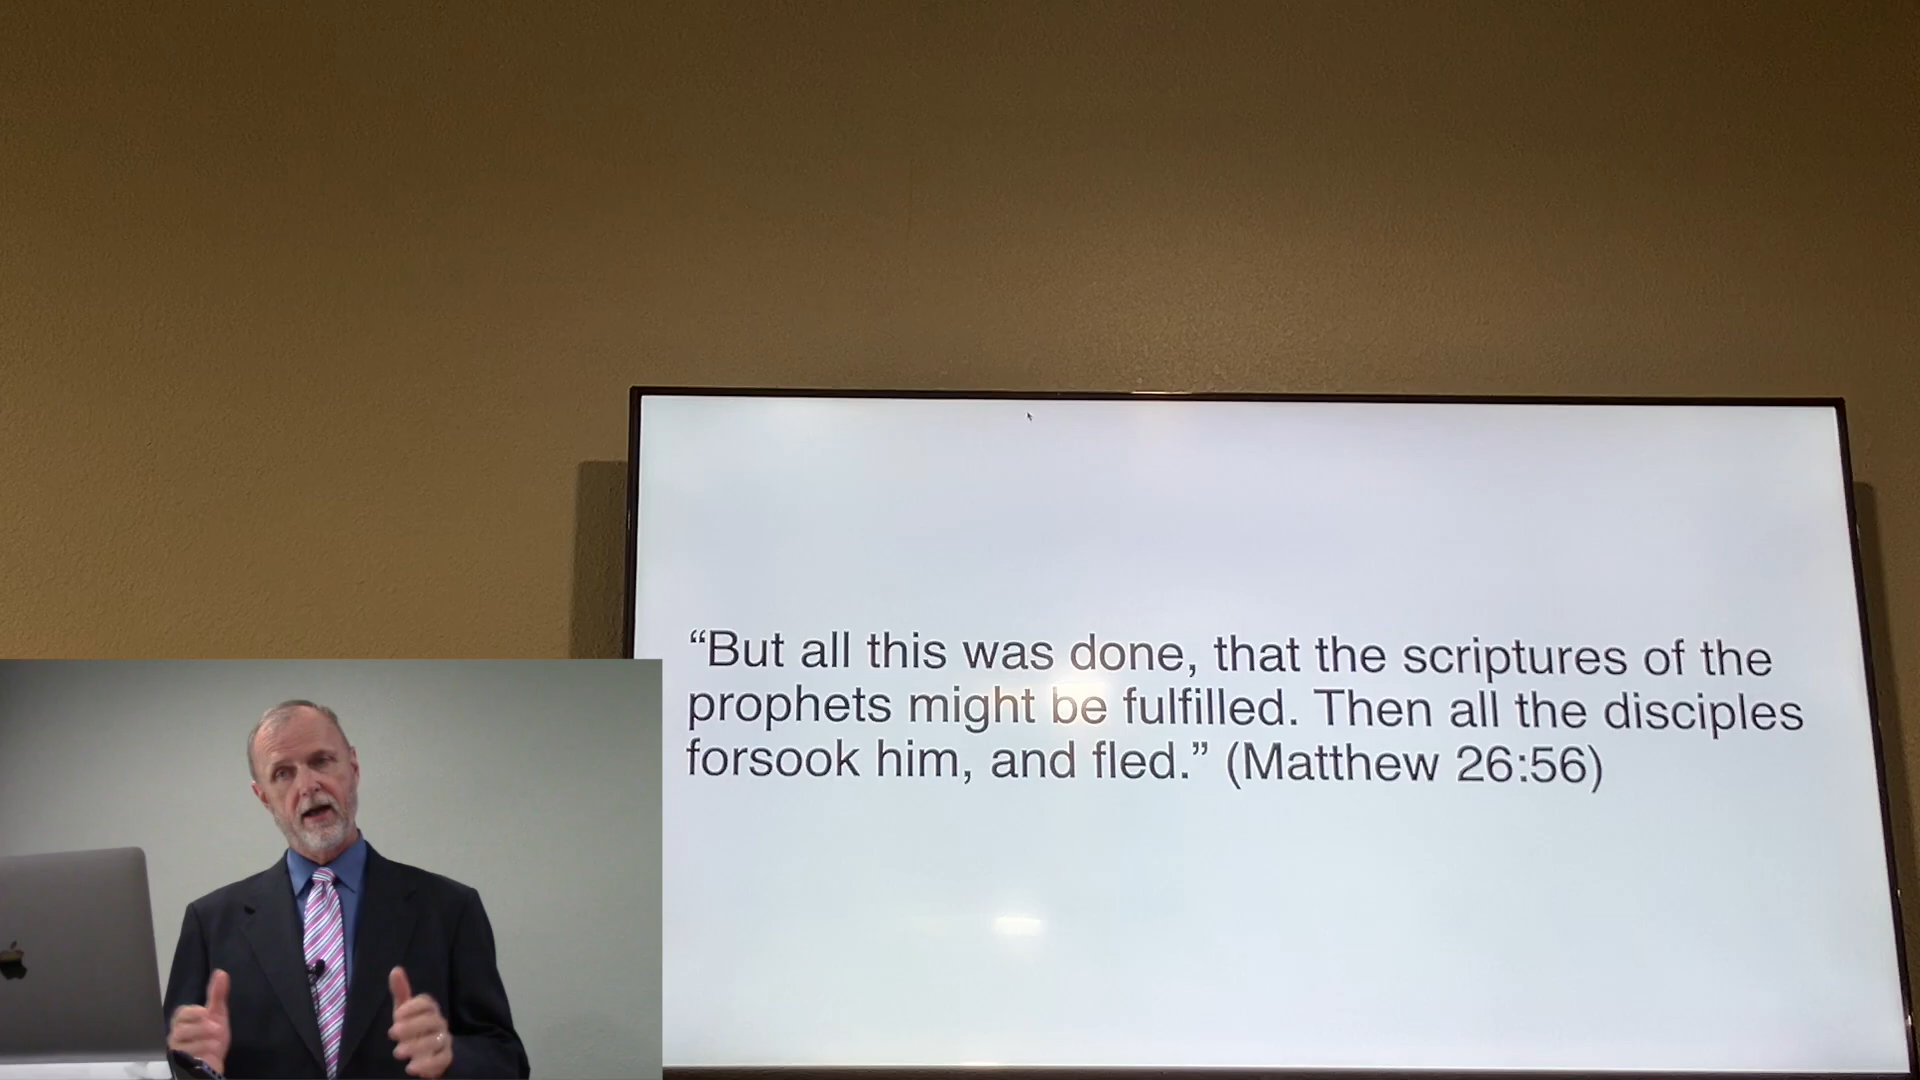 “But all this was done, that the scriptures of the
prophets might be fulfilled. Then all the disciples
forsook him, and fled.” (Matthew 26:56)